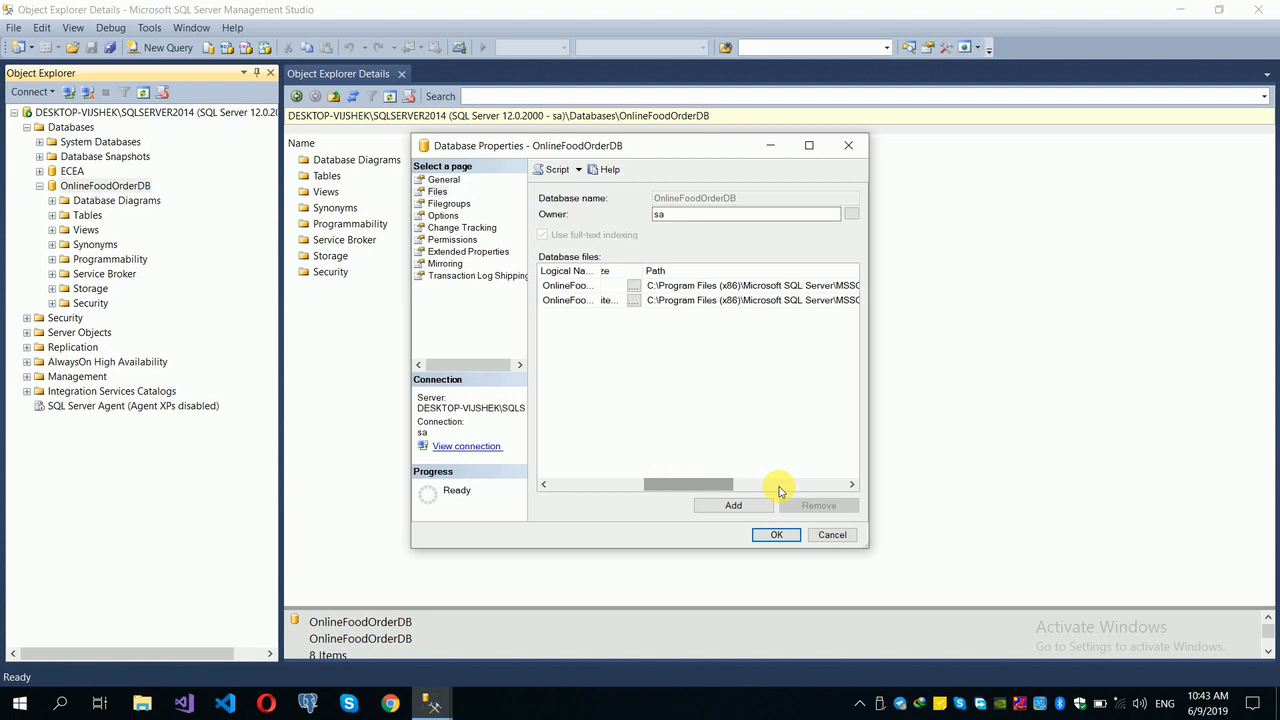 Object Explorer Details - Microsoft SQL Server Management Studio
File Edit View Debug Tools Window Help
New Query
Object Explorer
Connect
DESKTOP-VIJSHEK\SQLSERVER2014 (SQL Server 12.0.20
Databases
System Databases
Database Snapshots
ECEA
OnlineFoodOrderDB
Database Diagrams
Tables
Views
Synonyms
Programmability
Service Broker
Storage
Security
Security
Server Objects
Replication
AlwaysOn High Availability
Management
Integration Services Catalogs
SQL Server Agent (Agent XPs disabled)
Object Explorer Details
Search
DESKTOP-VIJSHEK\SQLSERVER2014 (SQL Server 12.0.2000 - sa)\Databases\OnlineFoodOrderDB
Name
Database Diagrams
Tables
Views
Synonyms
Programmability
Service Broker
Storage
Security
Database Properties - OnlineFoodOrderDB
Select a page
General
Files
Filegroups
Options
Change Tracking
Permissions
Extended Properties
Mirroring
Transaction Log Shipping
Connection
Server:
DESKTOP-VIJSHEK\SQLS
Connection:
sa
View connection
Progress
Ready
Script Help
Database name: OnlineFoodOrderDB
Owner: sa
Use full-text indexing
Database files:
Logical Na... ze Path
OnlineFoo... ... C:\Program Files (x86)\Microsoft SQL Server\MSSC
OnlineFoo... ite... ... C:\Program Files (x86)\Microsoft SQL Server\MSSC
Add Remove
OK Cancel
OnlineFoodOrderDB
OnlineFoodOrderDB
8 Items
Activate Windows
Go to Settings to activate Windows.
Ready
ENG
10:43 AM
6/9/2019